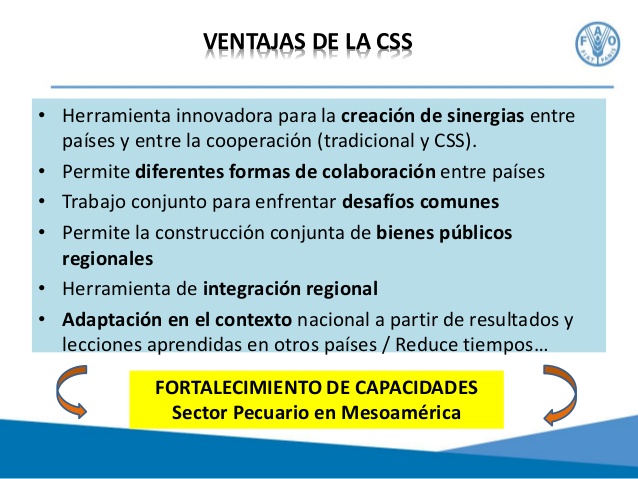 VENTAJAS DE LA CSS
F A O
FIAT PANIS
• Herramienta innovadora para la creación de sinergias entre
países y entre la cooperación (tradicional y CSS).
• Permite diferentes formas de colaboración entre países
• Trabajo conjunto para enfrentar desafíos comunes
• Permite la construcción conjunta de bienes públicos
regionales
• Herramienta de integración regional
• Adaptación en el contexto nacional a partir de resultados y
lecciones aprendidas en otros países / Reduce tiempos…
FORTALECIMIENTO DE CAPACIDADES
Sector Pecuario en Mesoamérica